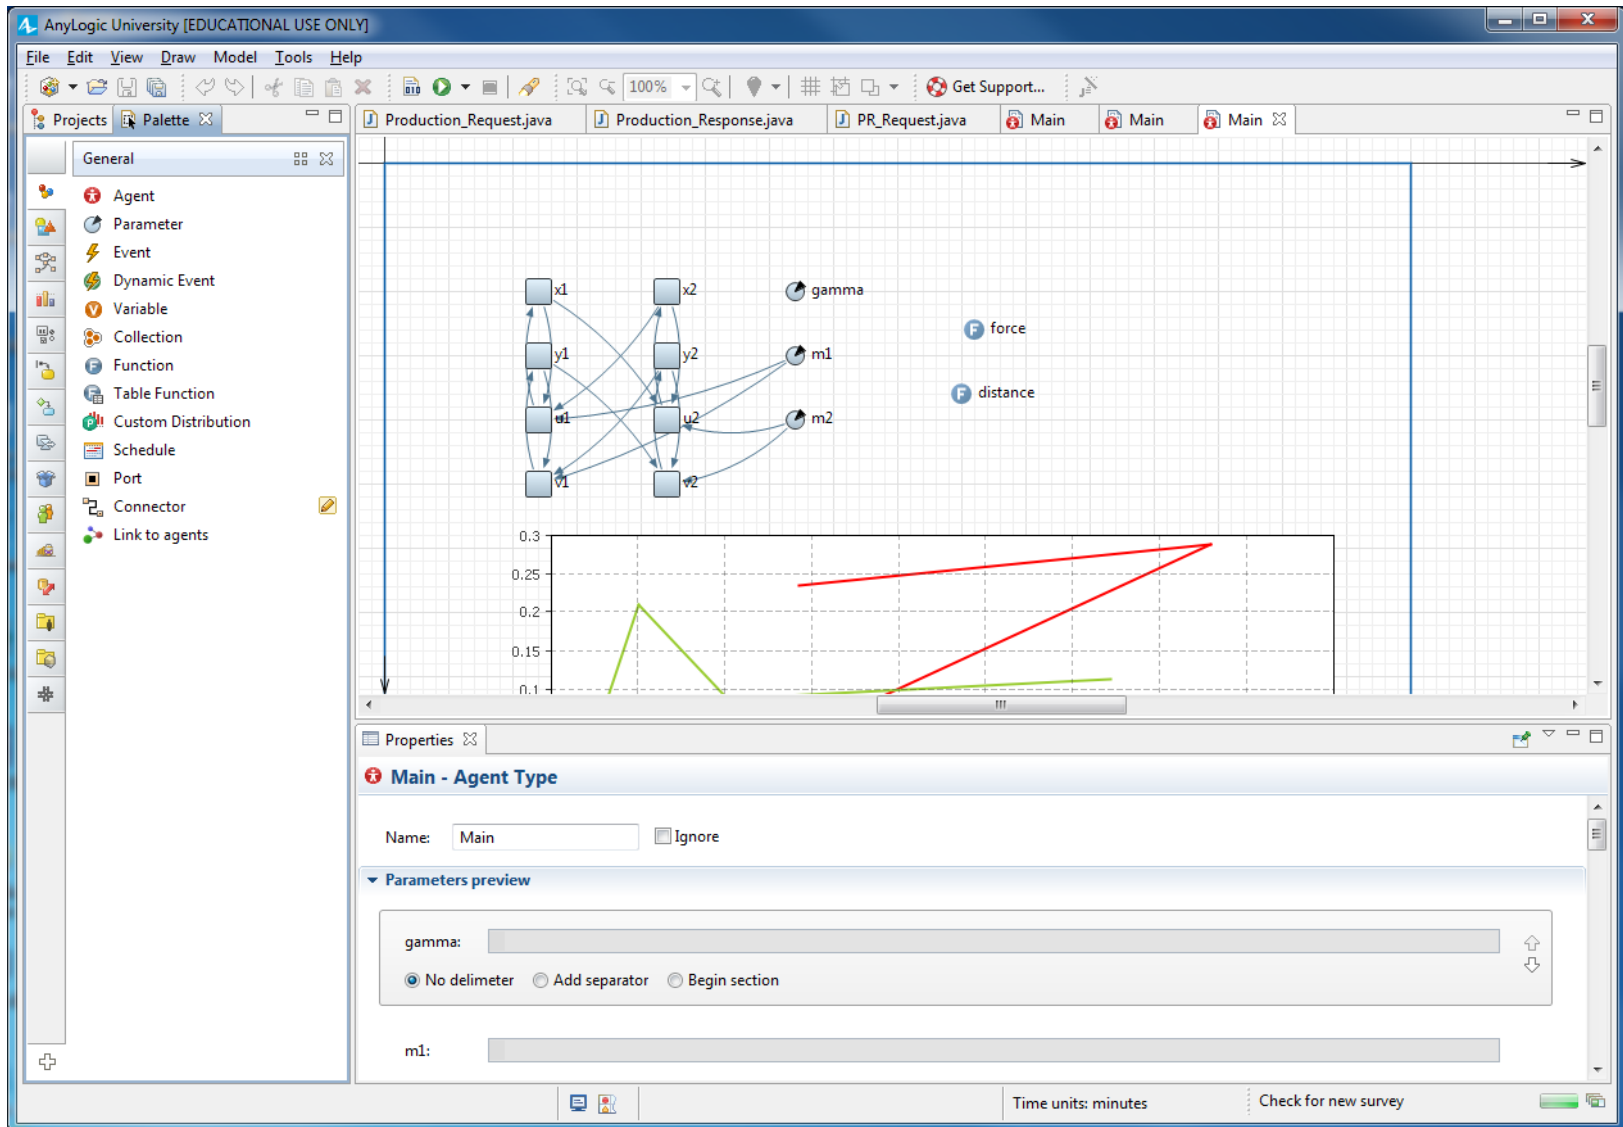 AnyLogic University [EDUCATIONAL USE ONLY]
File Edit View Draw Model Tools Help
100% Get Support...
Projects Palette
Production_Request.java Production_Response.java PR_Request.java Main Main Main
General
Agent
Parameter
Event
Dynamic Event
Variable
Collection
Function
Table Function
Custom Distribution
Schedule
Port
Connector
Link to agents
x1 x2 gamma
F force
y1 y2 m1
F distance
u1 u2 m2
v1 v2
0.3
0.25
0.2
0.15
0.1
Properties
Main - Agent Type
Name: Main Ignore
Parameters preview
gamma:
No delimeter Add separator Begin section
m1:
Time units: minutes Check for new survey